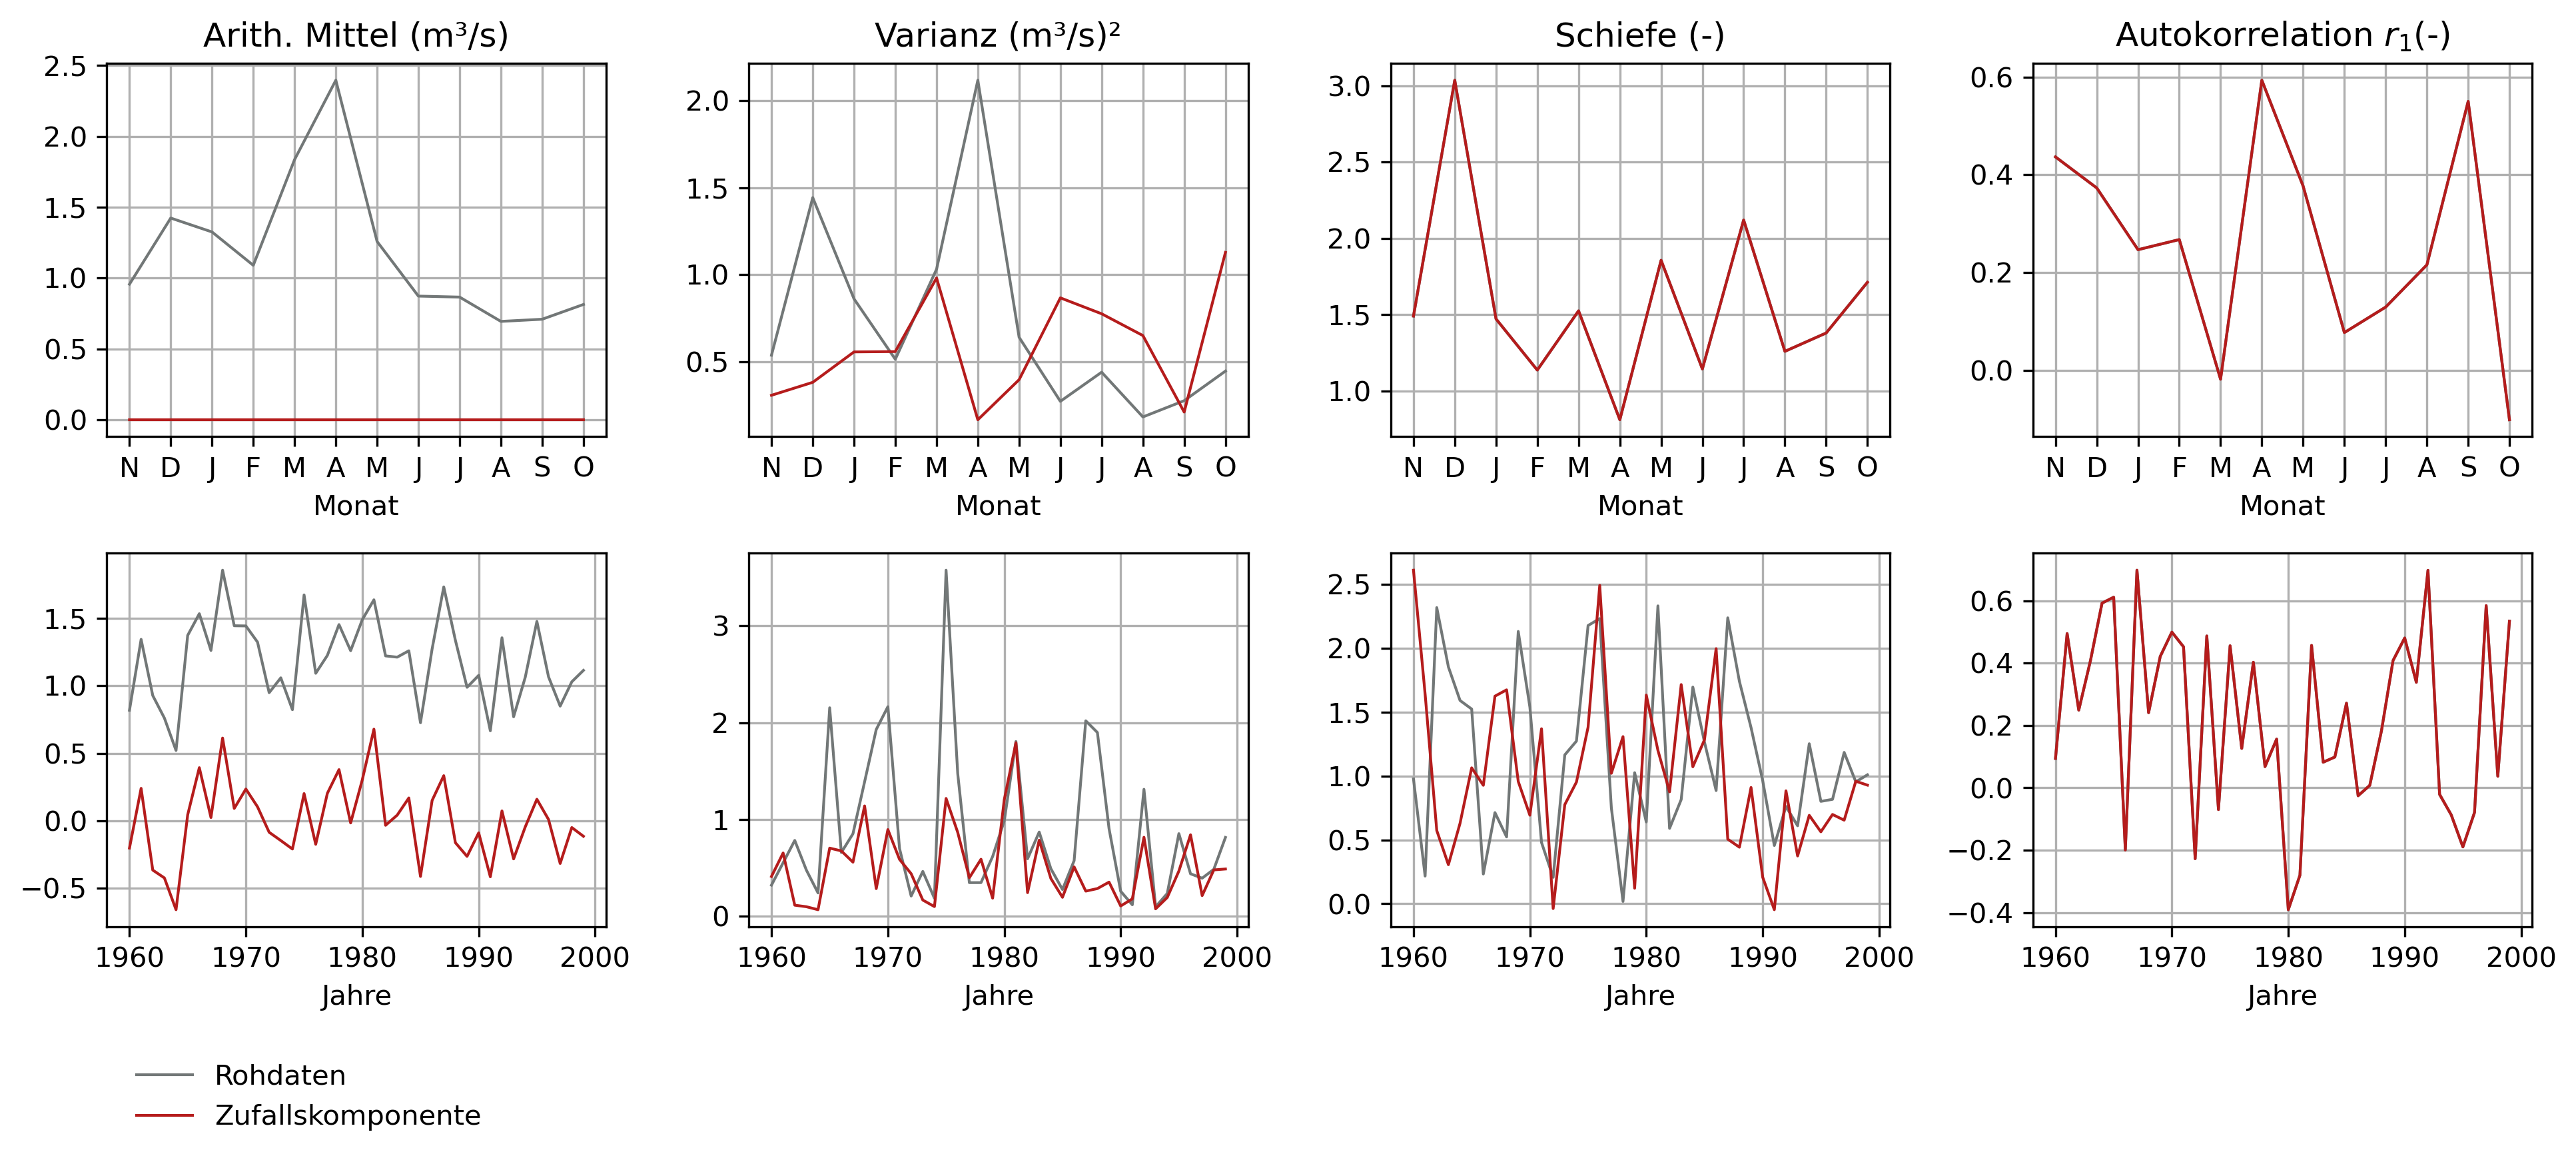 Arith. Mittel (m³/s)
Varianz (m³/s)²
Schiefe (-)
Autokorrelation r₁(-)
2.5
2.0
1.5
1.0
0.5
0.0
N D J F M A M J J A S O
Monat
2.0
1.5
1.0
0.5
N D J F M A M J J A S O
Monat
3.0
2.5
2.0
1.5
1.0
N D J F M A M J J A S O
Monat
0.6
0.4
0.2
0.0
N D J F M A M J J A S O
Monat
1.5
1.0
0.5
0.0
−0.5
1960 1970 1980 1990 2000
Jahre
3
2
1
0
1960 1970 1980 1990 2000
Jahre
2.5
2.0
1.5
1.0
0.5
0.0
1960 1970 1980 1990 2000
Jahre
0.6
0.4
0.2
0.0
−0.2
−0.4
1960 1970 1980 1990 2000
Jahre
Rohdaten
Zufallskomponente